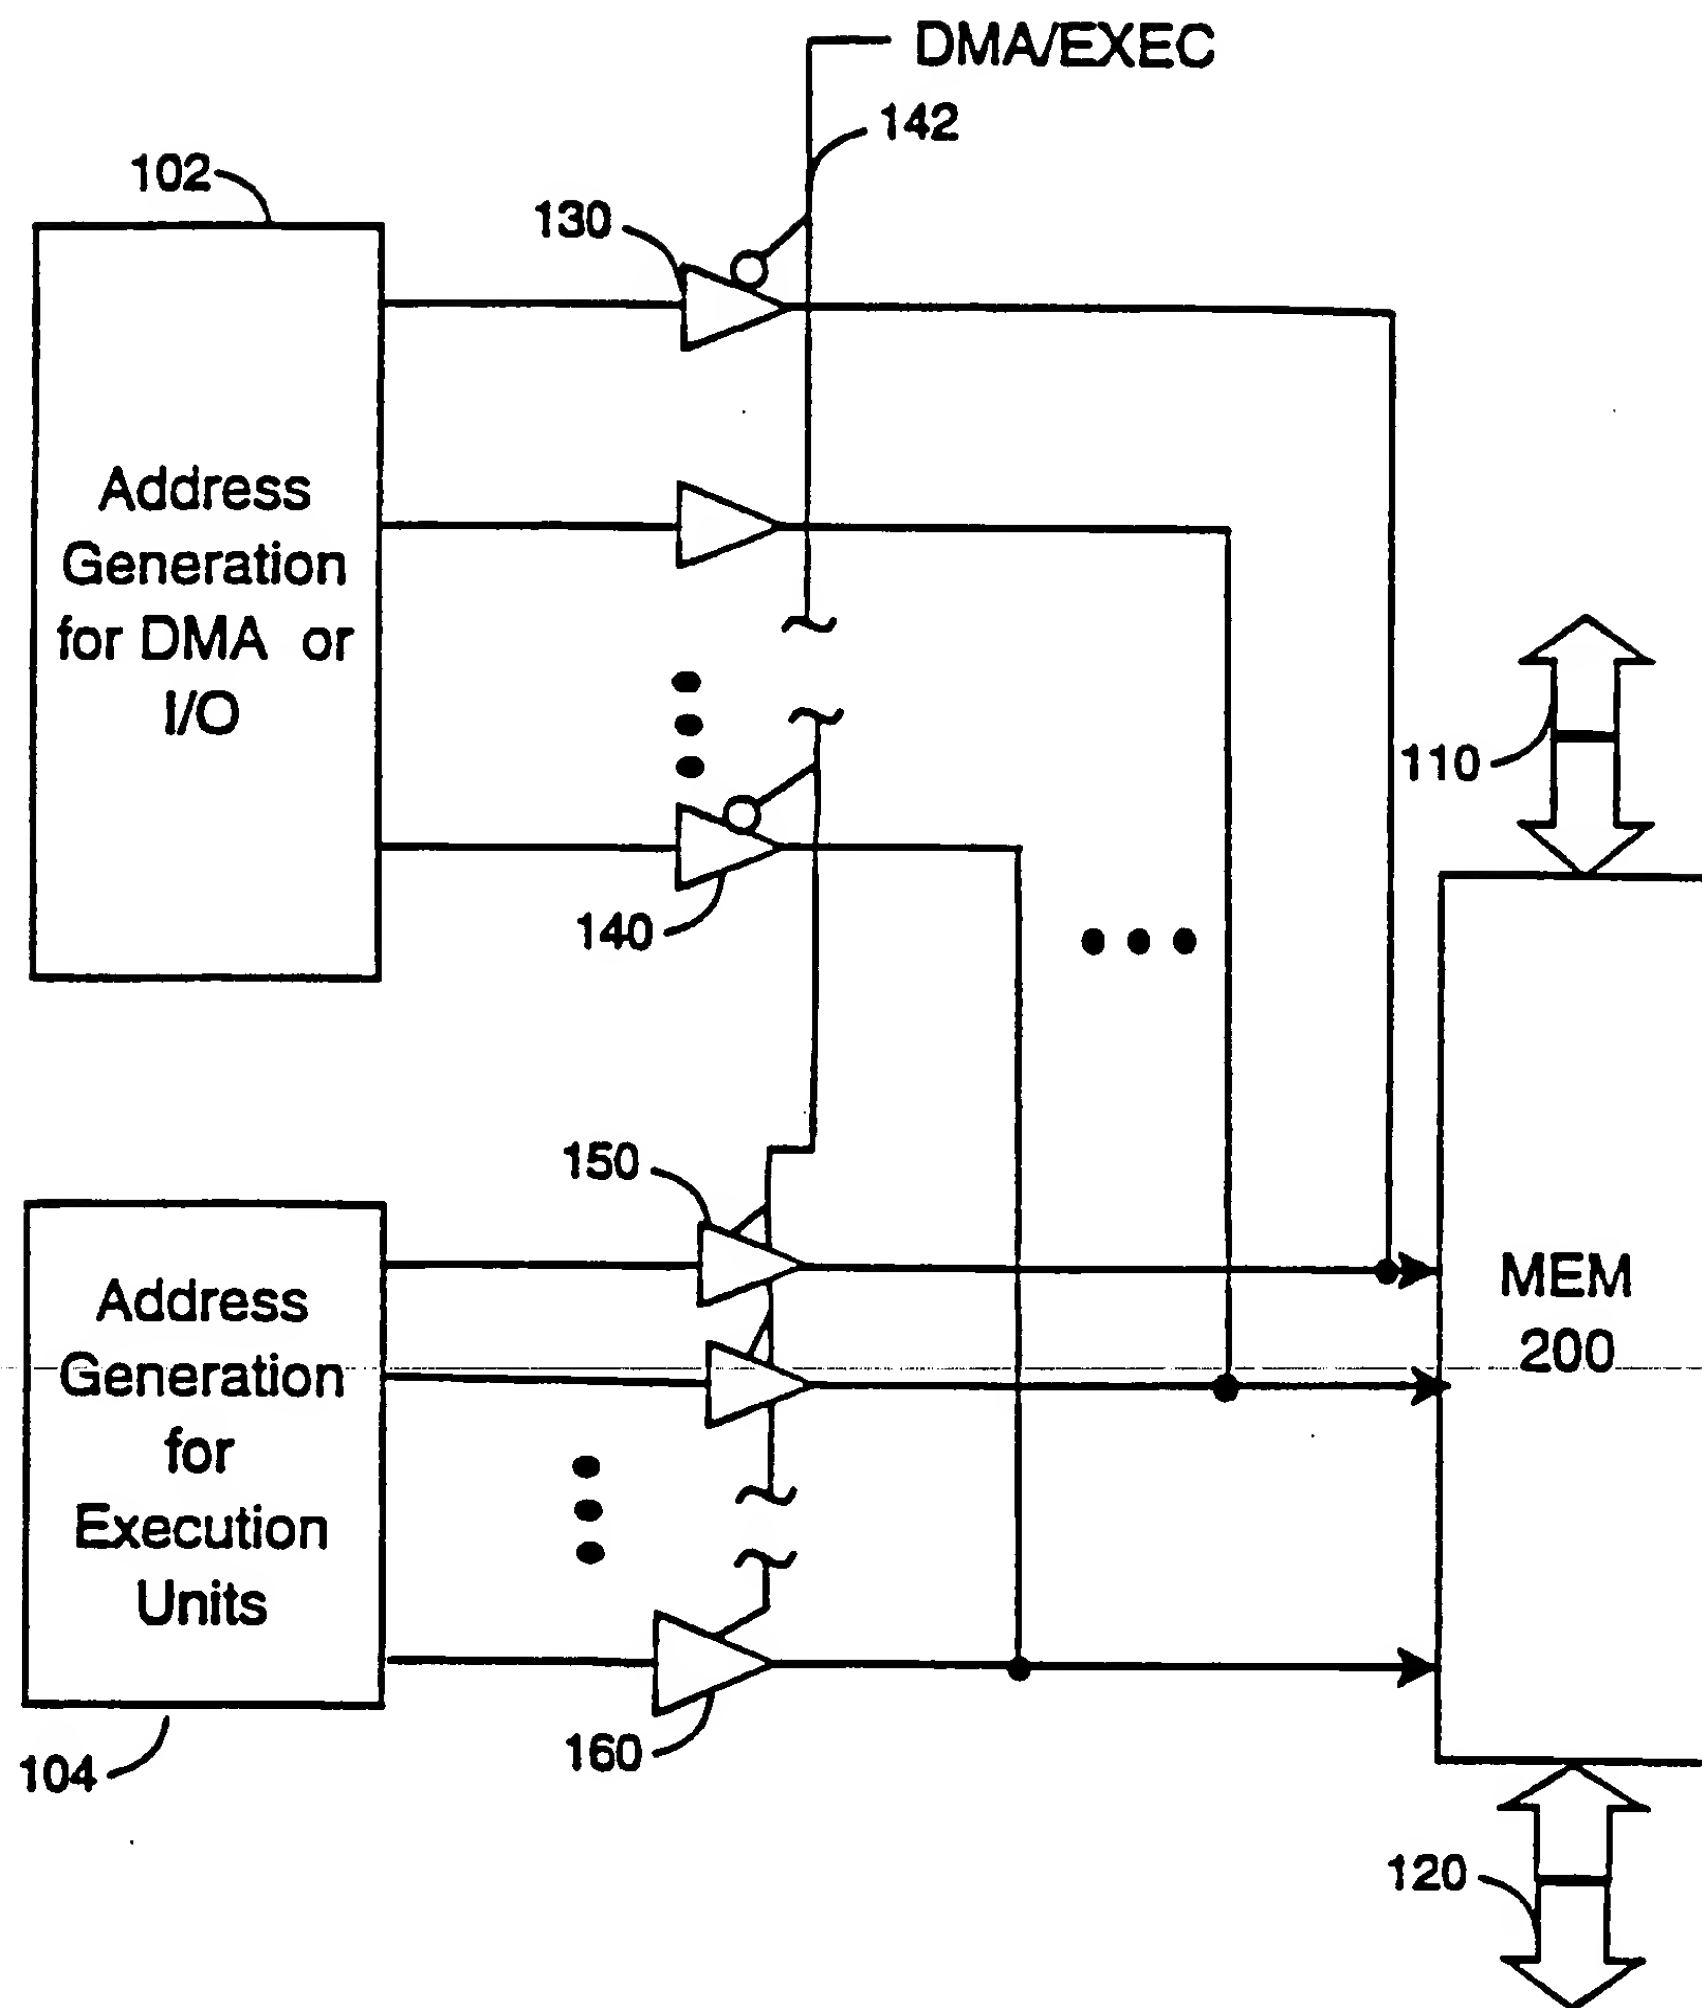 DMA/EXEC
142
102
130
Address
Generation
for DMA or
I/O
110
140
150
Address
Generation
for
Execution
Units
MEM
200
160
104
120